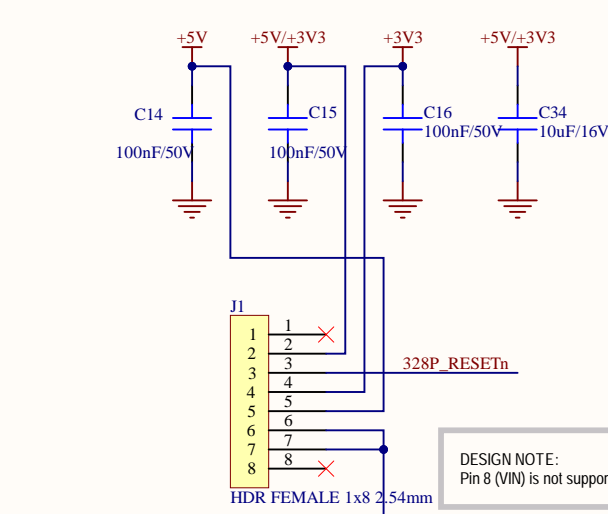 +5V
+5V/+3V3
+3V3
+5V/+3V3
C14
100nF/50V
C15
100nF/50V
C16
100nF/50V
C34
10uF/16V
J1
1 1
2 2
3 3
328P_RESETn
4 4
5 5
6 6
7 7
8 8
HDR FEMALE 1x8 2.54mm
DESIGN NOTE:
Pin 8 (VIN) is not suppor